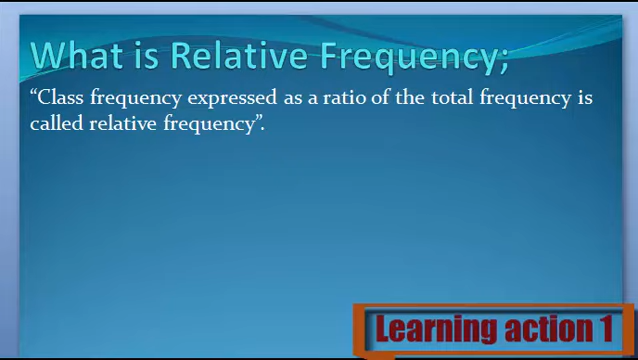 What is Relative Frequency;
“Class frequency expressed as a ratio of the total frequency is
called relative frequency”.
Learning action 1